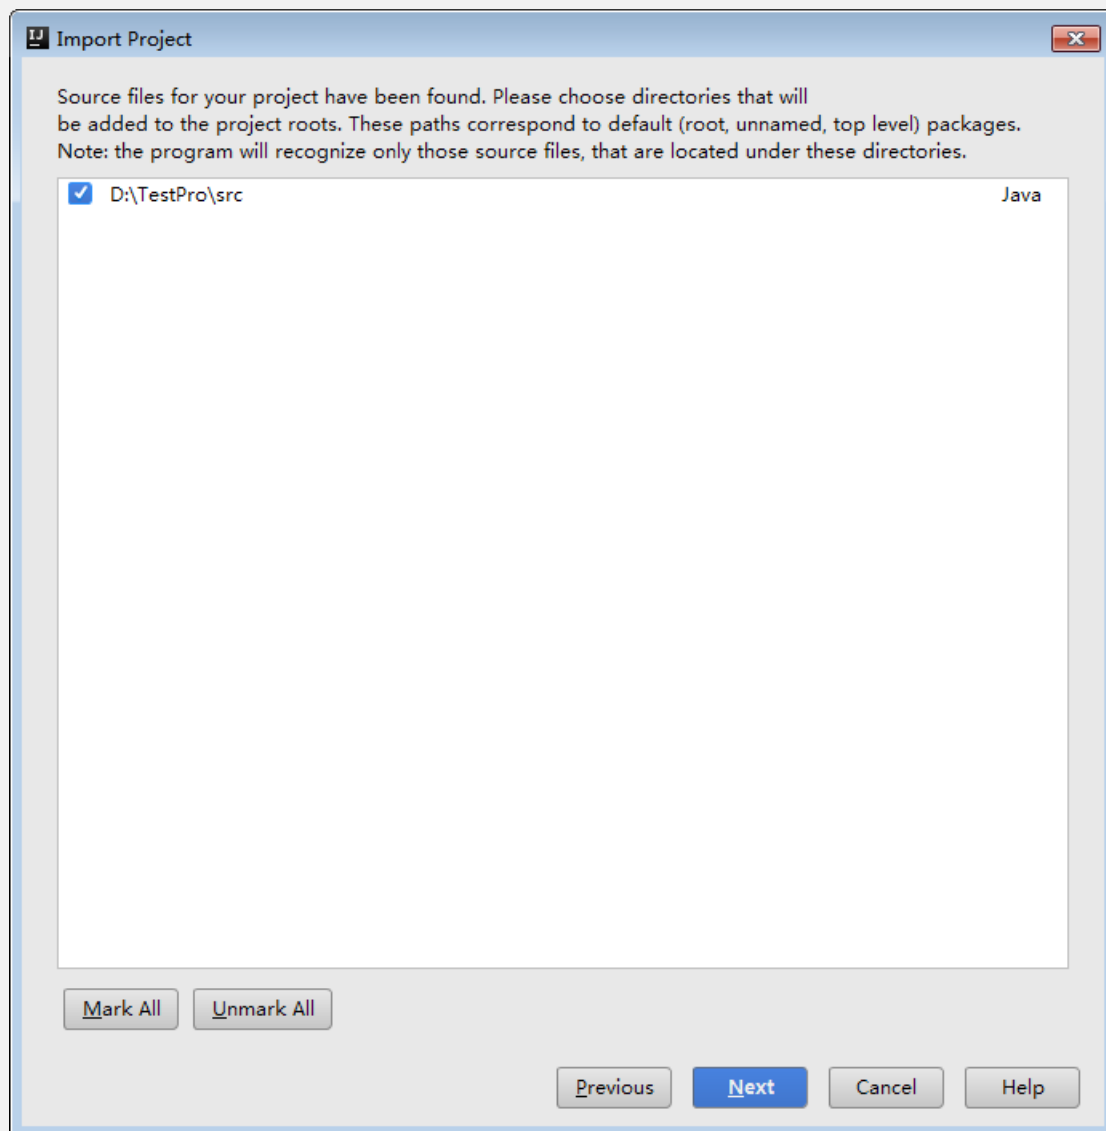 Import Project
Source files for your project have been found. Please choose directories that will
be added to the project roots. These paths correspond to default (root, unnamed, top level) packages.
Note: the program will recognize only those source files, that are located under these directories.
D:\TestPro\src Java
Mark All Unmark All
Previous Next Cancel Help